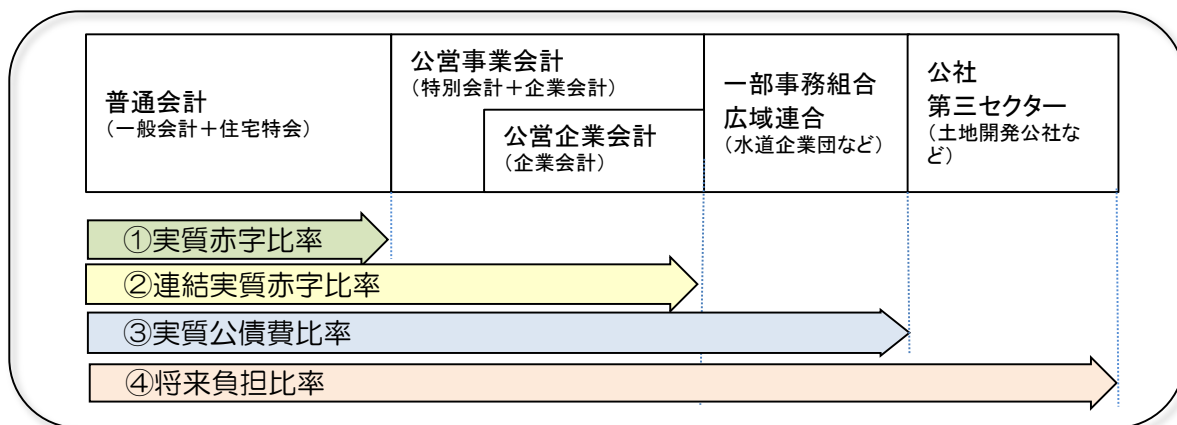 普通会計
（一般会計＋住宅特会）
公営事業会計
（特別会計＋企業会計）
公営企業会計
（企業会計）
一部事務組合
広域連合
（水道企業団など）
公社
第三セクター
（土地開発公社な
ど）
①実質赤字比率
②連結実質赤字比率
③実質公債費比率
④将来負担比率